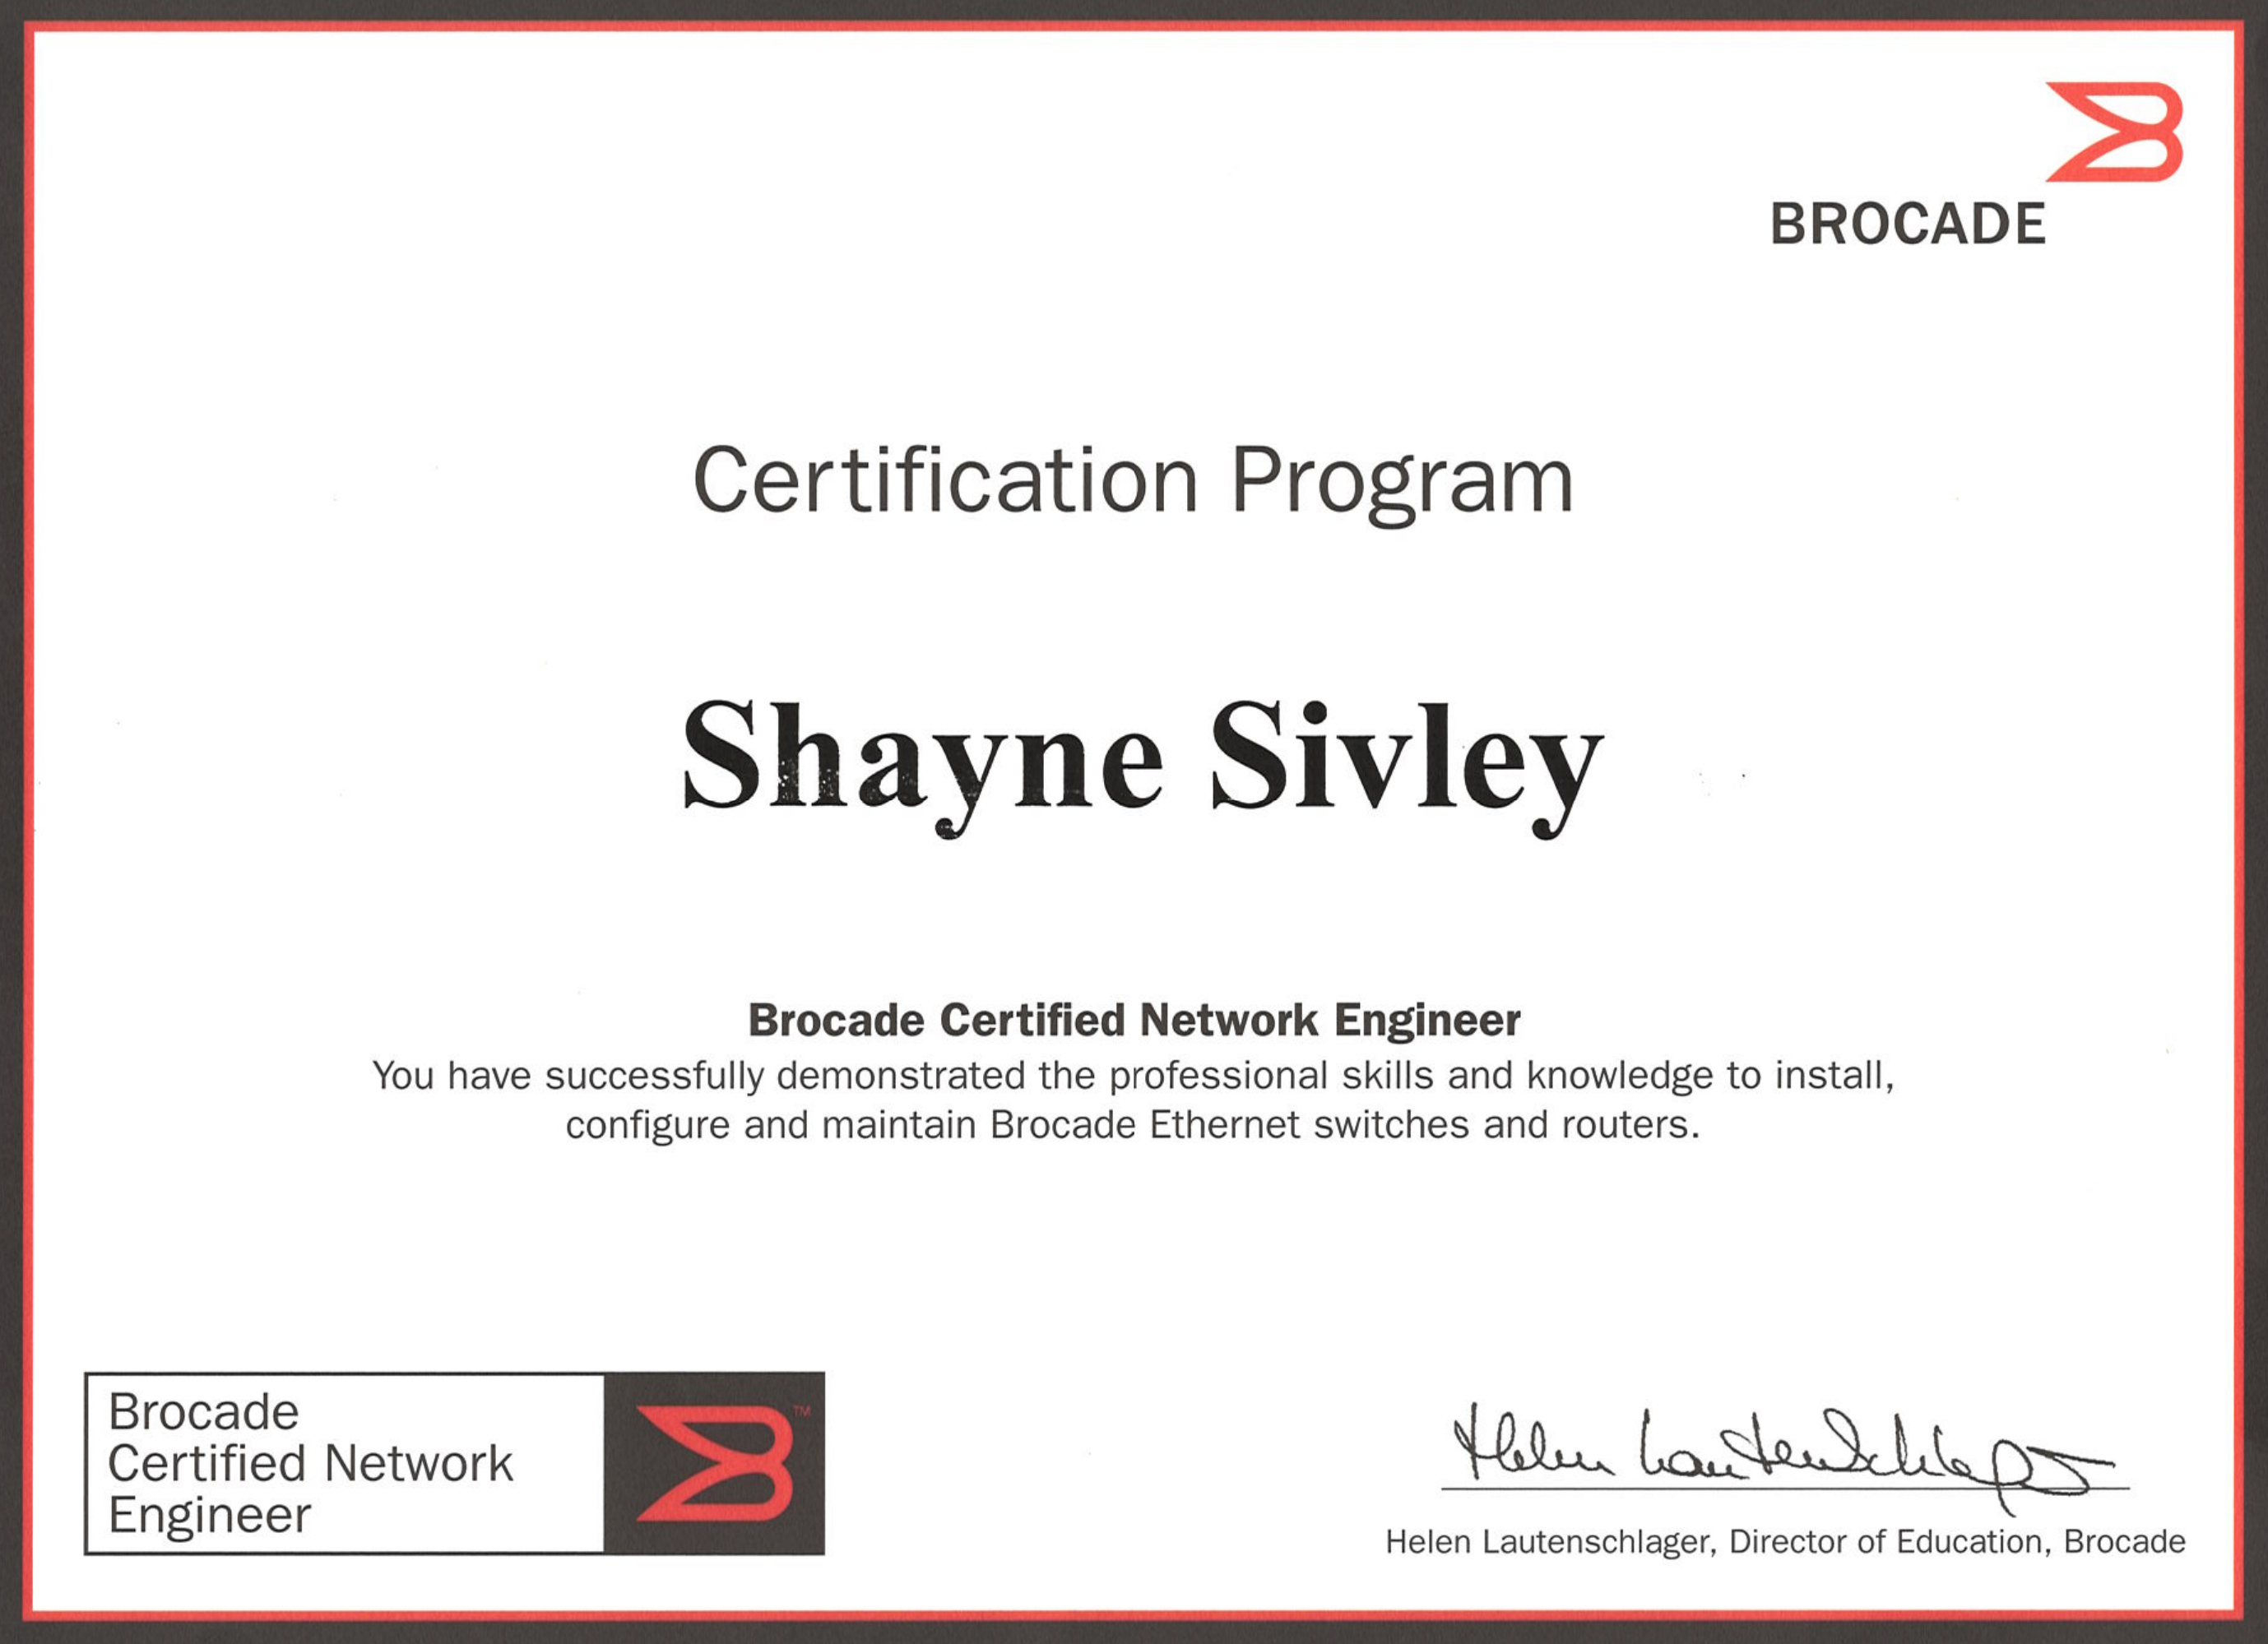 BROCADE
Certification Program
Shayne Sivley
Brocade Certified Network Engineer
You have successfully demonstrated the professional skills and knowledge to install,
configure and maintain Brocade Ethernet switches and routers.
Brocade
Certified Network
Engineer
TM
Helen Lautenschlager
Helen Lautenschlager, Director of Education, Brocade